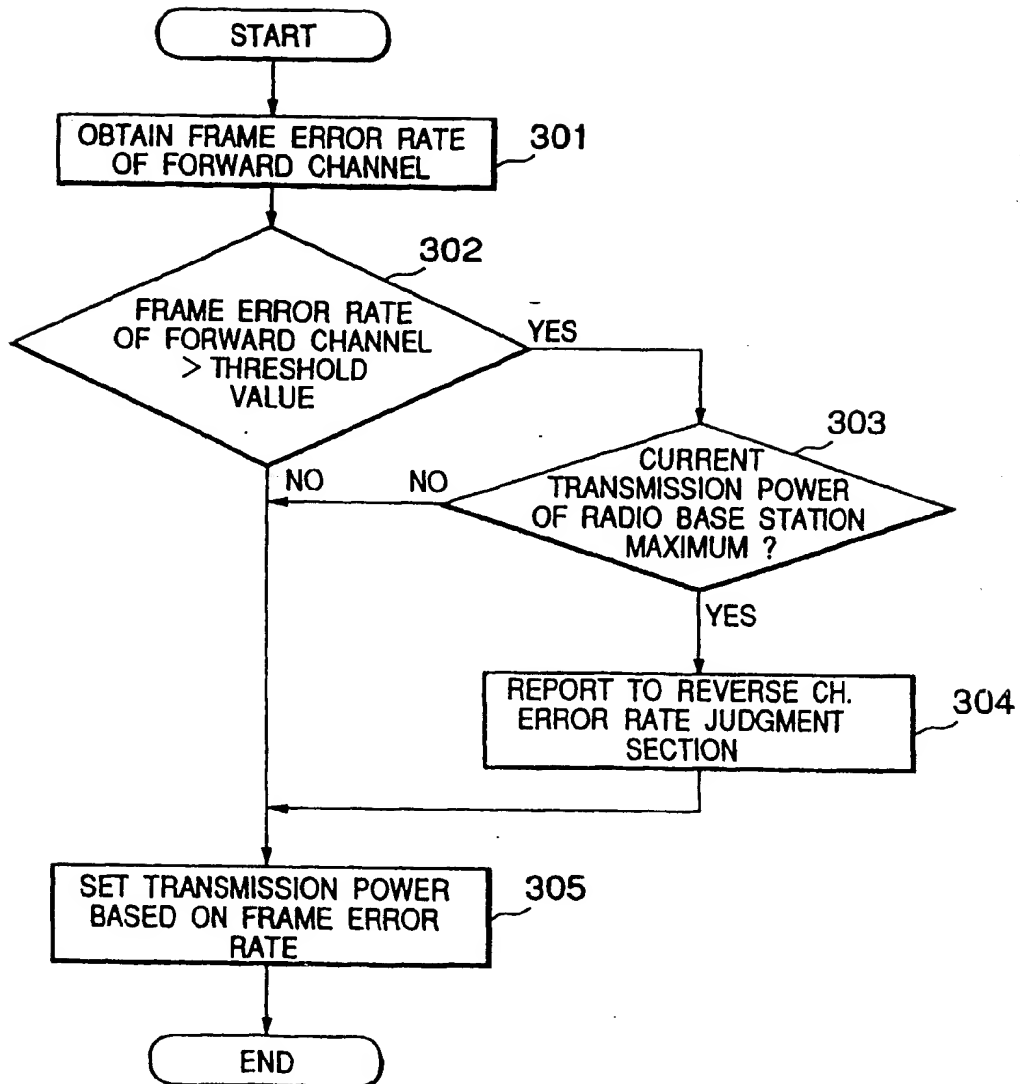 START
OBTAIN FRAME ERROR RATE
OF FORWARD CHANNEL
301
302
FRAME ERROR RATE
OF FORWARD CHANNEL
> THRESHOLD
VALUE
YES
NO
303
CURRENT
TRANSMISSION POWER
OF RADIO BASE STATION
MAXIMUM ?
NO
YES
REPORT TO REVERSE CH.
ERROR RATE JUDGMENT
SECTION
304
SET TRANSMISSION POWER
BASED ON FRAME ERROR
RATE
305
END